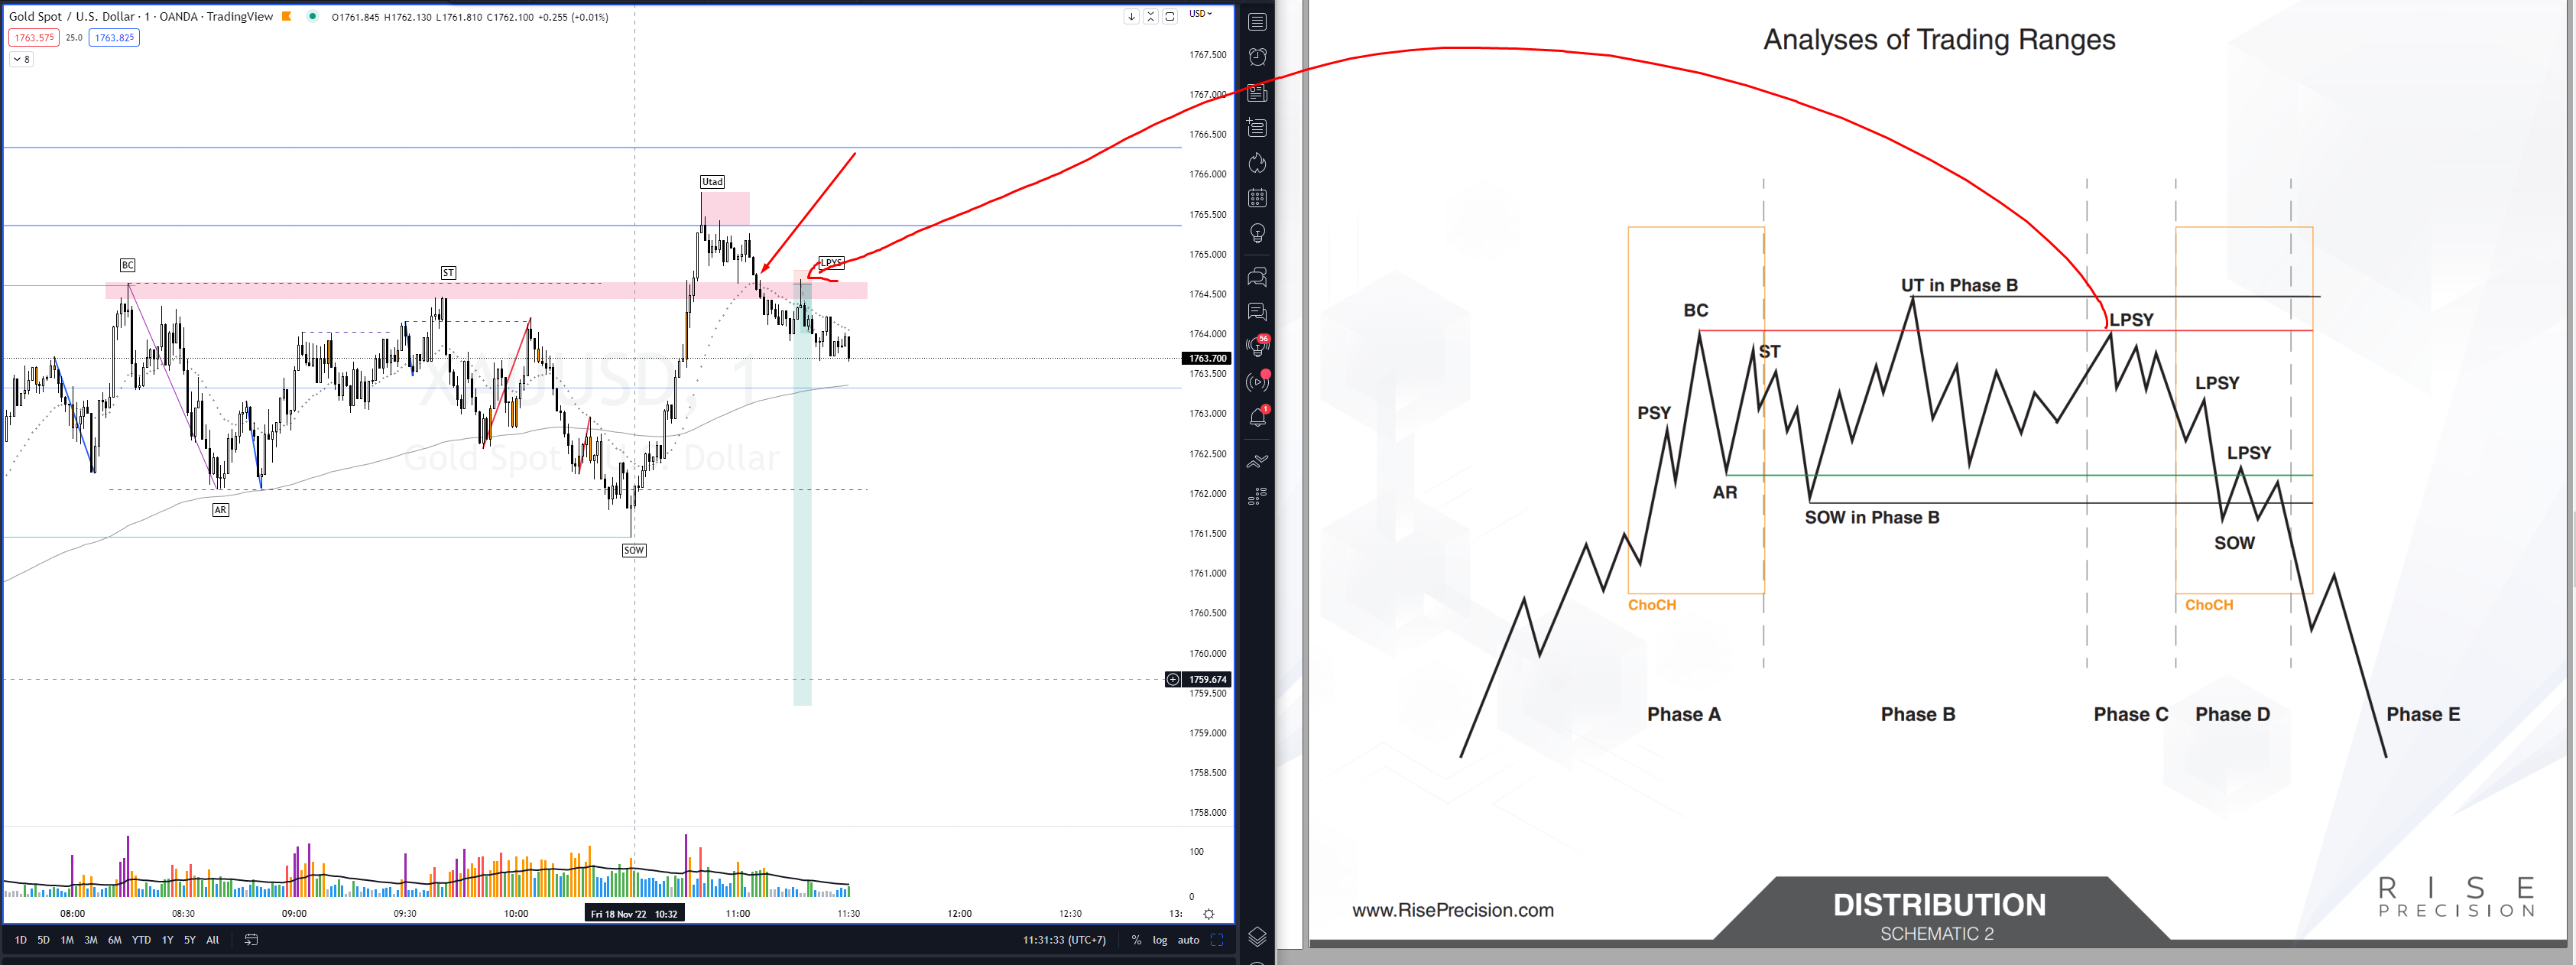 Gold Spot / U.S. Dollar · 1 · OANDA · TradingView O1761.845 H1762.130 L1761.810 C1762.100 +0.255 (+0.01%)
1763.575 25.0 1763.825
8
USD
1767.500
1767.000
1766.500
1766.000
1765.500
1765.000
1764.500
1764.000
1763.700
1763.500
1763.000
1762.500
1762.000
1761.500
1761.000
1760.500
1760.000
1759.674
1759.500
1759.000
1758.500
1758.000
100
0
Utad
BC
ST
LPYS
AR
SOW
XAUUSD, 1
Gold Spot / U.S. Dollar
08:00 08:30 09:00 09:30 10:00 Fri 18 Nov '22 10:32 11:00 11:30 12:00 12:30 13:
1D 5D 1M 3M 6M YTD 1Y 5Y All 11:31:33 (UTC+7) % log auto
56
1
Analyses of Trading Ranges
UT in Phase B
BC
LPSY
ST
LPSY
PSY
LPSY
AR
SOW in Phase B
SOW
ChoCH
ChoCH
Phase A Phase B Phase C Phase D Phase E
www.RisePrecision.com
DISTRIBUTION
SCHEMATIC 2
RISE
PRECISION